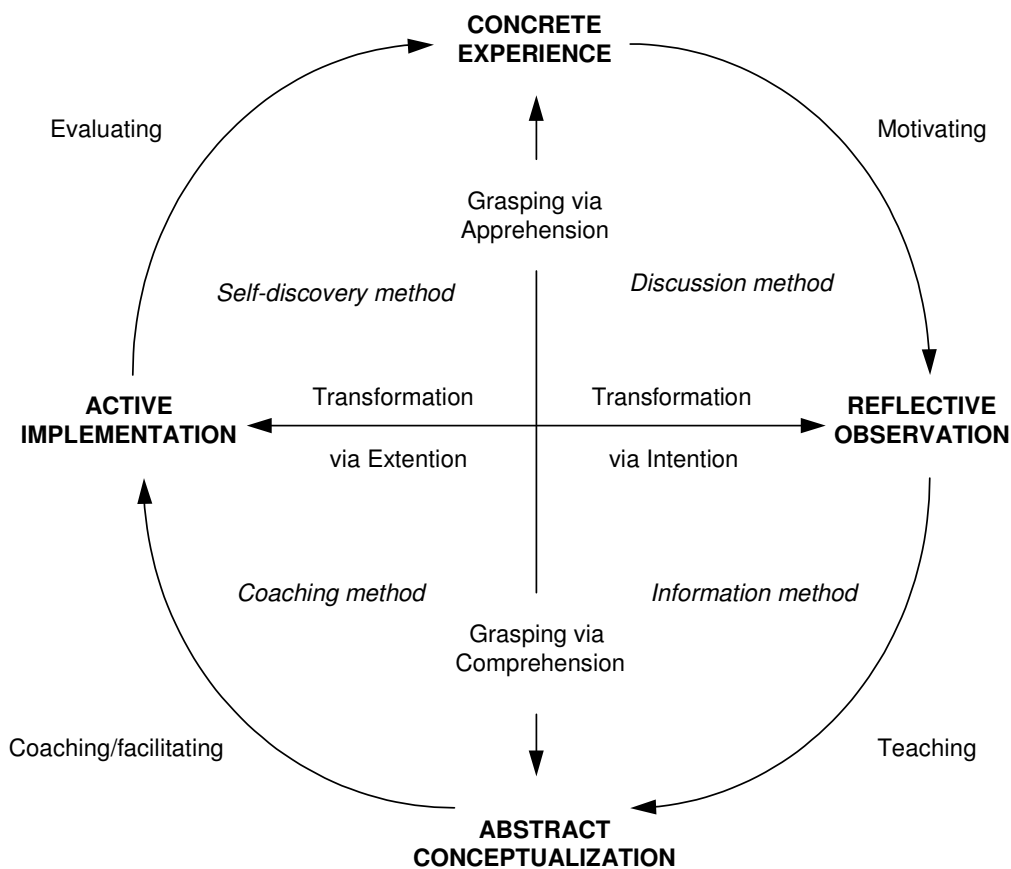 CONCRETE
EXPERIENCE
Evaluating
Motivating
Grasping via
Apprehension
Self-discovery method
Discussion method
ACTIVE
IMPLEMENTATION
Transformation
via Extention
Transformation
via Intention
REFLECTIVE
OBSERVATION
Coaching method
Information method
Grasping via
Comprehension
Coaching/facilitating
Teaching
ABSTRACT
CONCEPTUALIZATION